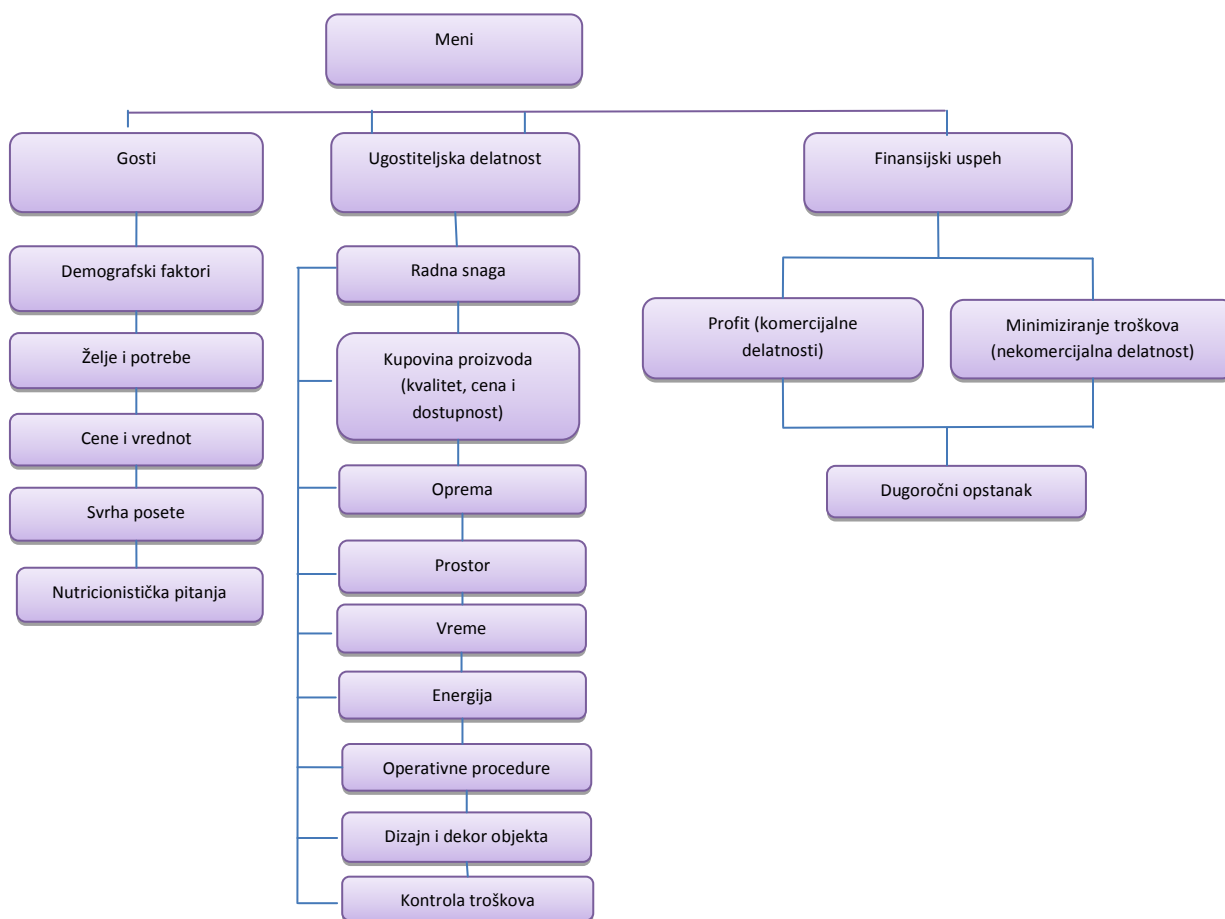 Meni
Gosti
Ugostiteljska delatnost
Finansijski uspeh
Demografski faktori
Želje i potrebe
Cene i vrednot
Svrha posete
Nutricionistička pitanja
Radna snaga
Kupovina proizvoda
(kvalitet, cena i
dostupnost)
Oprema
Prostor
Vreme
Energija
Operativne procedure
Dizajn i dekor objekta
Kontrola troškova
Profit (komercijalne
delatnosti)
Minimiziranje troškova
(nekomercijalna delatnost)
Dugoročni opstanak